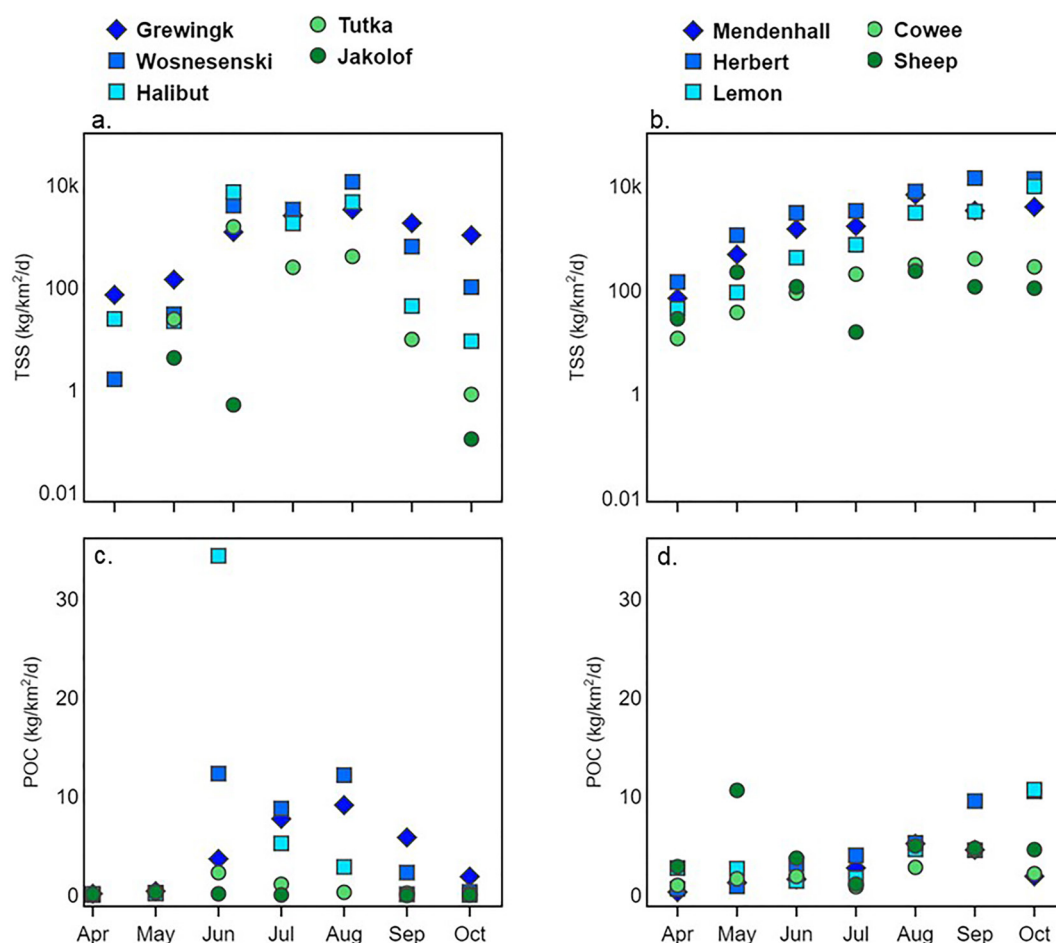 Grewingk
Wosnesenski
Halibut
Tutka
Jakolof
Mendenhall
Herbert
Lemon
Cowee
Sheep
a.
10k
100
1
0.01
TSS (kg/km²/d)
b.
10k
100
1
0.01
TSS (kg/km²/d)
c.
30
20
10
0
POC (kg/km²/d)
Apr May Jun Jul Aug Sep Oct
d.
30
20
10
0
POC (kg/km²/d)
Apr May Jun Jul Aug Sep Oct